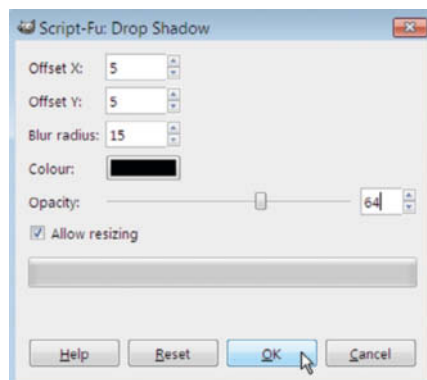 Script-Fu: Drop Shadow
Offset X: 5
Offset Y: 5
Blur radius: 15
Colour:
Opacity: 64
Allow resizing
Help Reset OK Cancel